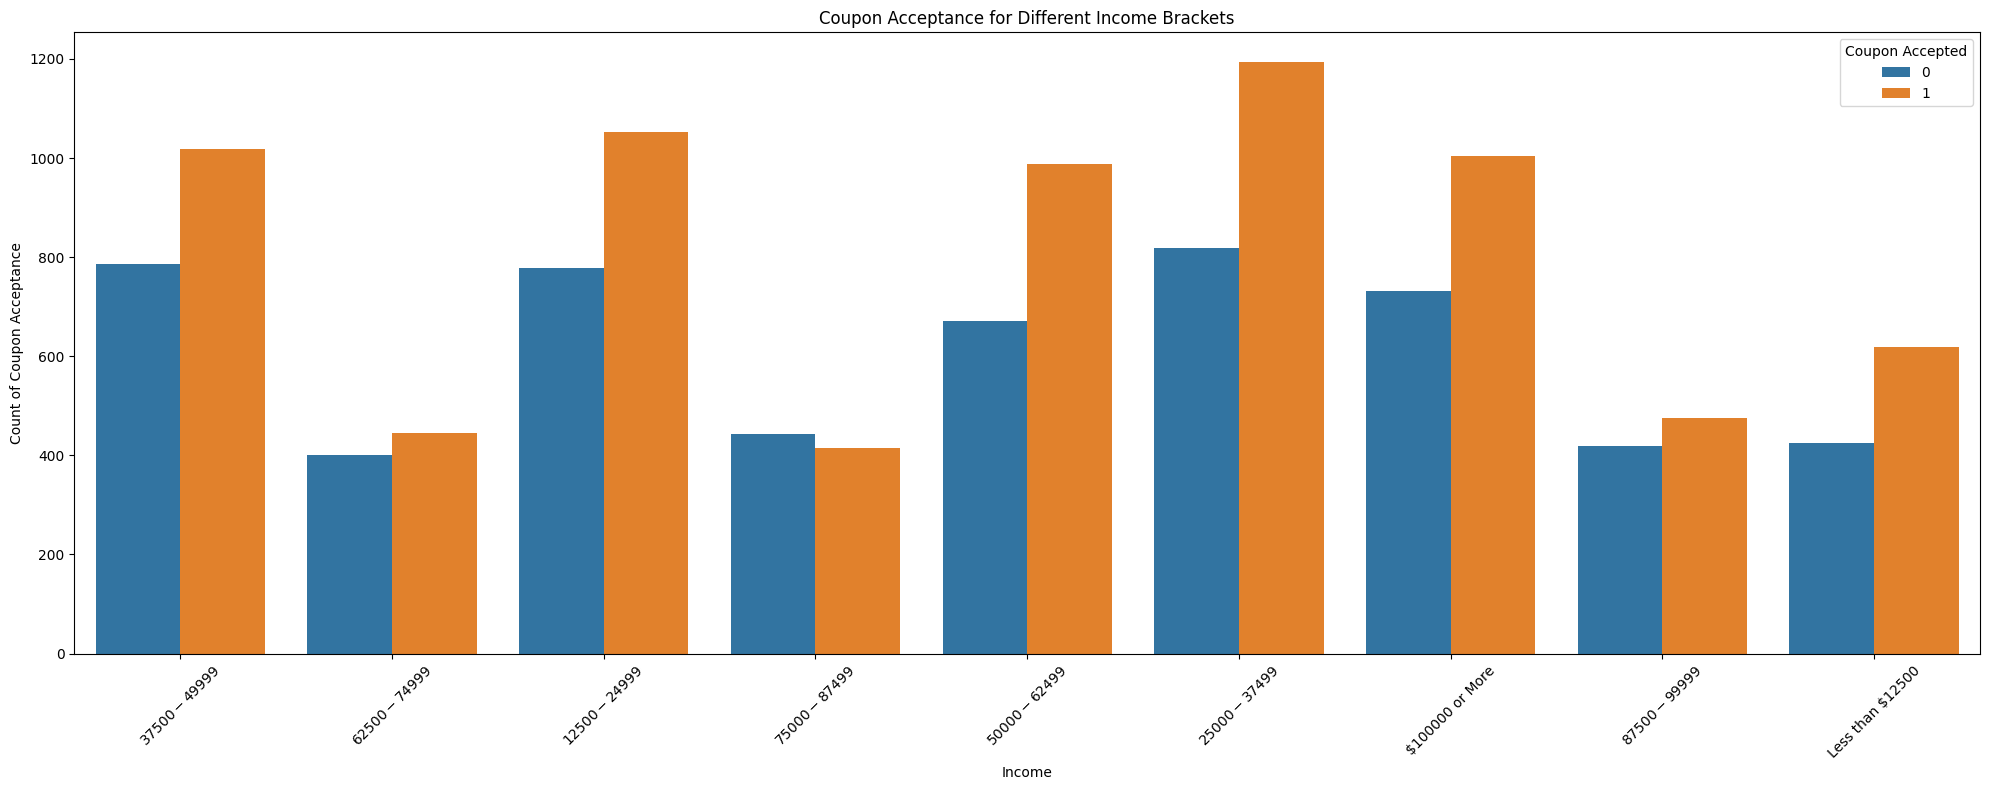 Coupon Acceptance for Different Income Brackets
Coupon Accepted
0
1
Count of Coupon Acceptance
1200
1000
800
600
400
200
0
37500 − 49999
62500 − 74999
12500 − 24999
75000 − 87499
50000 − 62499
25000 − 37499
$100000 or More
87500 − 99999
Less than $12500
Income